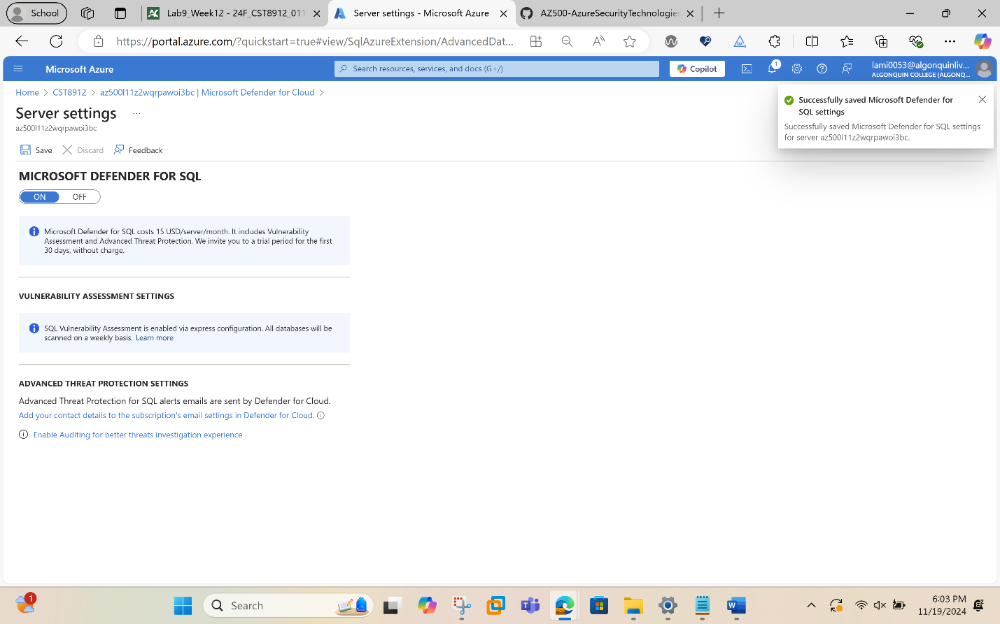 School
Lab9_Week12 - 24F_CST8912_011
Server settings - Microsoft Azure
AZ500-AzureSecurityTechnologies
https://portal.azure.com/?quickstart=true#view/SqlAzureExtension/AdvancedDat...
Microsoft Azure
Search resources, services, and docs (G+/)
Copilot
1
lami0053@algonquinliv...
ALGONQUIN COLLEGE (ALGONQ...
Home > CST8912 > az500l11z2wqrpawoi3bc | Microsoft Defender for Cloud >
Server settings ...
az500l11z2wqrpawoi3bc
Successfully saved Microsoft Defender for
SQL settings
Successfully saved Microsoft Defender for SQL settings
for server az500l11z2wqrpawoi3bc.
Save Discard Feedback
MICROSOFT DEFENDER FOR SQL
ON OFF
Microsoft Defender for SQL costs 15 USD/server/month. It includes Vulnerability
Assessment and Advanced Threat Protection. We invite you to a trial period for the first
30 days, without charge.
VULNERABILITY ASSESSMENT SETTINGS
SQL Vulnerability Assessment is enabled via express configuration. All databases will be
scanned on a weekly basis. Learn more
ADVANCED THREAT PROTECTION SETTINGS
Advanced Threat Protection for SQL alerts emails are sent by Defender for Cloud.
Add your contact details to the subscription's email settings in Defender for Cloud.
Enable Auditing for better threats investigation experience
1
Search
6:03 PM
11/19/2024